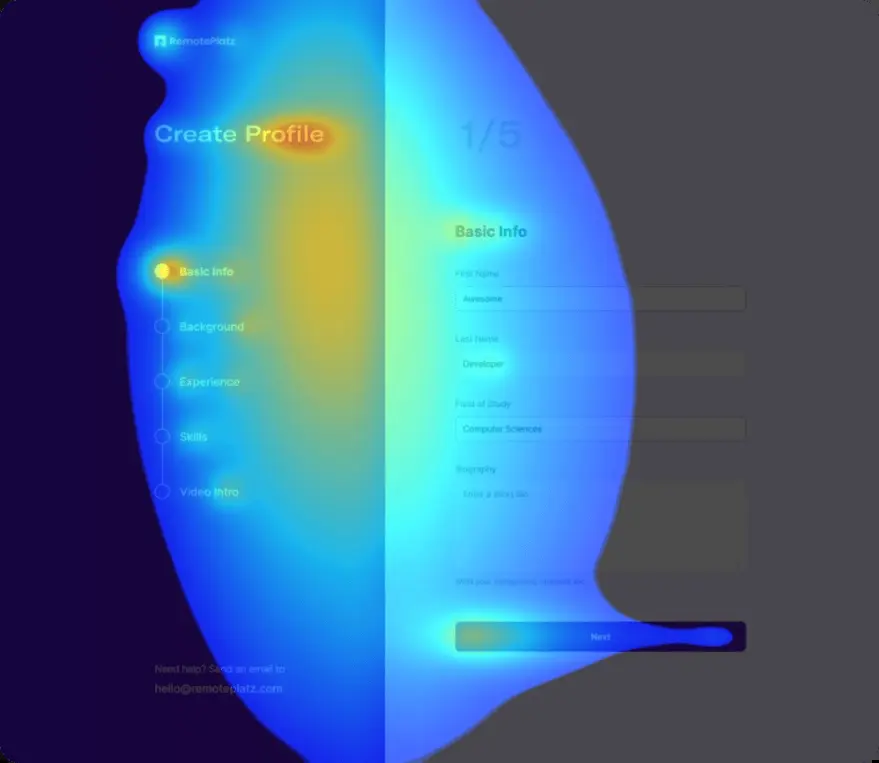 RemotePlatz
Create Profile
Basic Info
Background
Experience
Skills
Video Intro
Need help? Send an email to
hello@remoteplatz.com
1/5
Basic Info
First Name
Awesome
Last Name
Developer
Field of Study
Computer Sciences
Biography
Write a short bio
Next